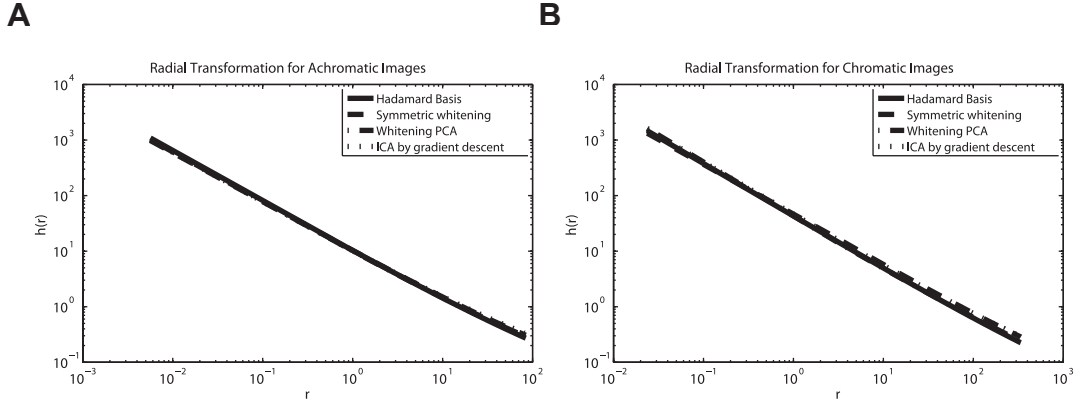 A
Radial Transformation for Achromatic Images
Hadamard Basis
Symmetric whitening
Whitening PCA
ICA by gradient descent
h(r)
10^4
10^3
10^2
10^1
10^0
10^−1
10^−3
10^−2
10^−1
10^0
10^1
10^2
r
B
Radial Transformation for Chromatic Images
Hadamard Basis
Symmetric whitening
Whitening PCA
ICA by gradient descent
h(r)
10^4
10^3
10^2
10^1
10^0
10^−1
10^−2
10^−1
10^0
10^1
10^2
10^3
r